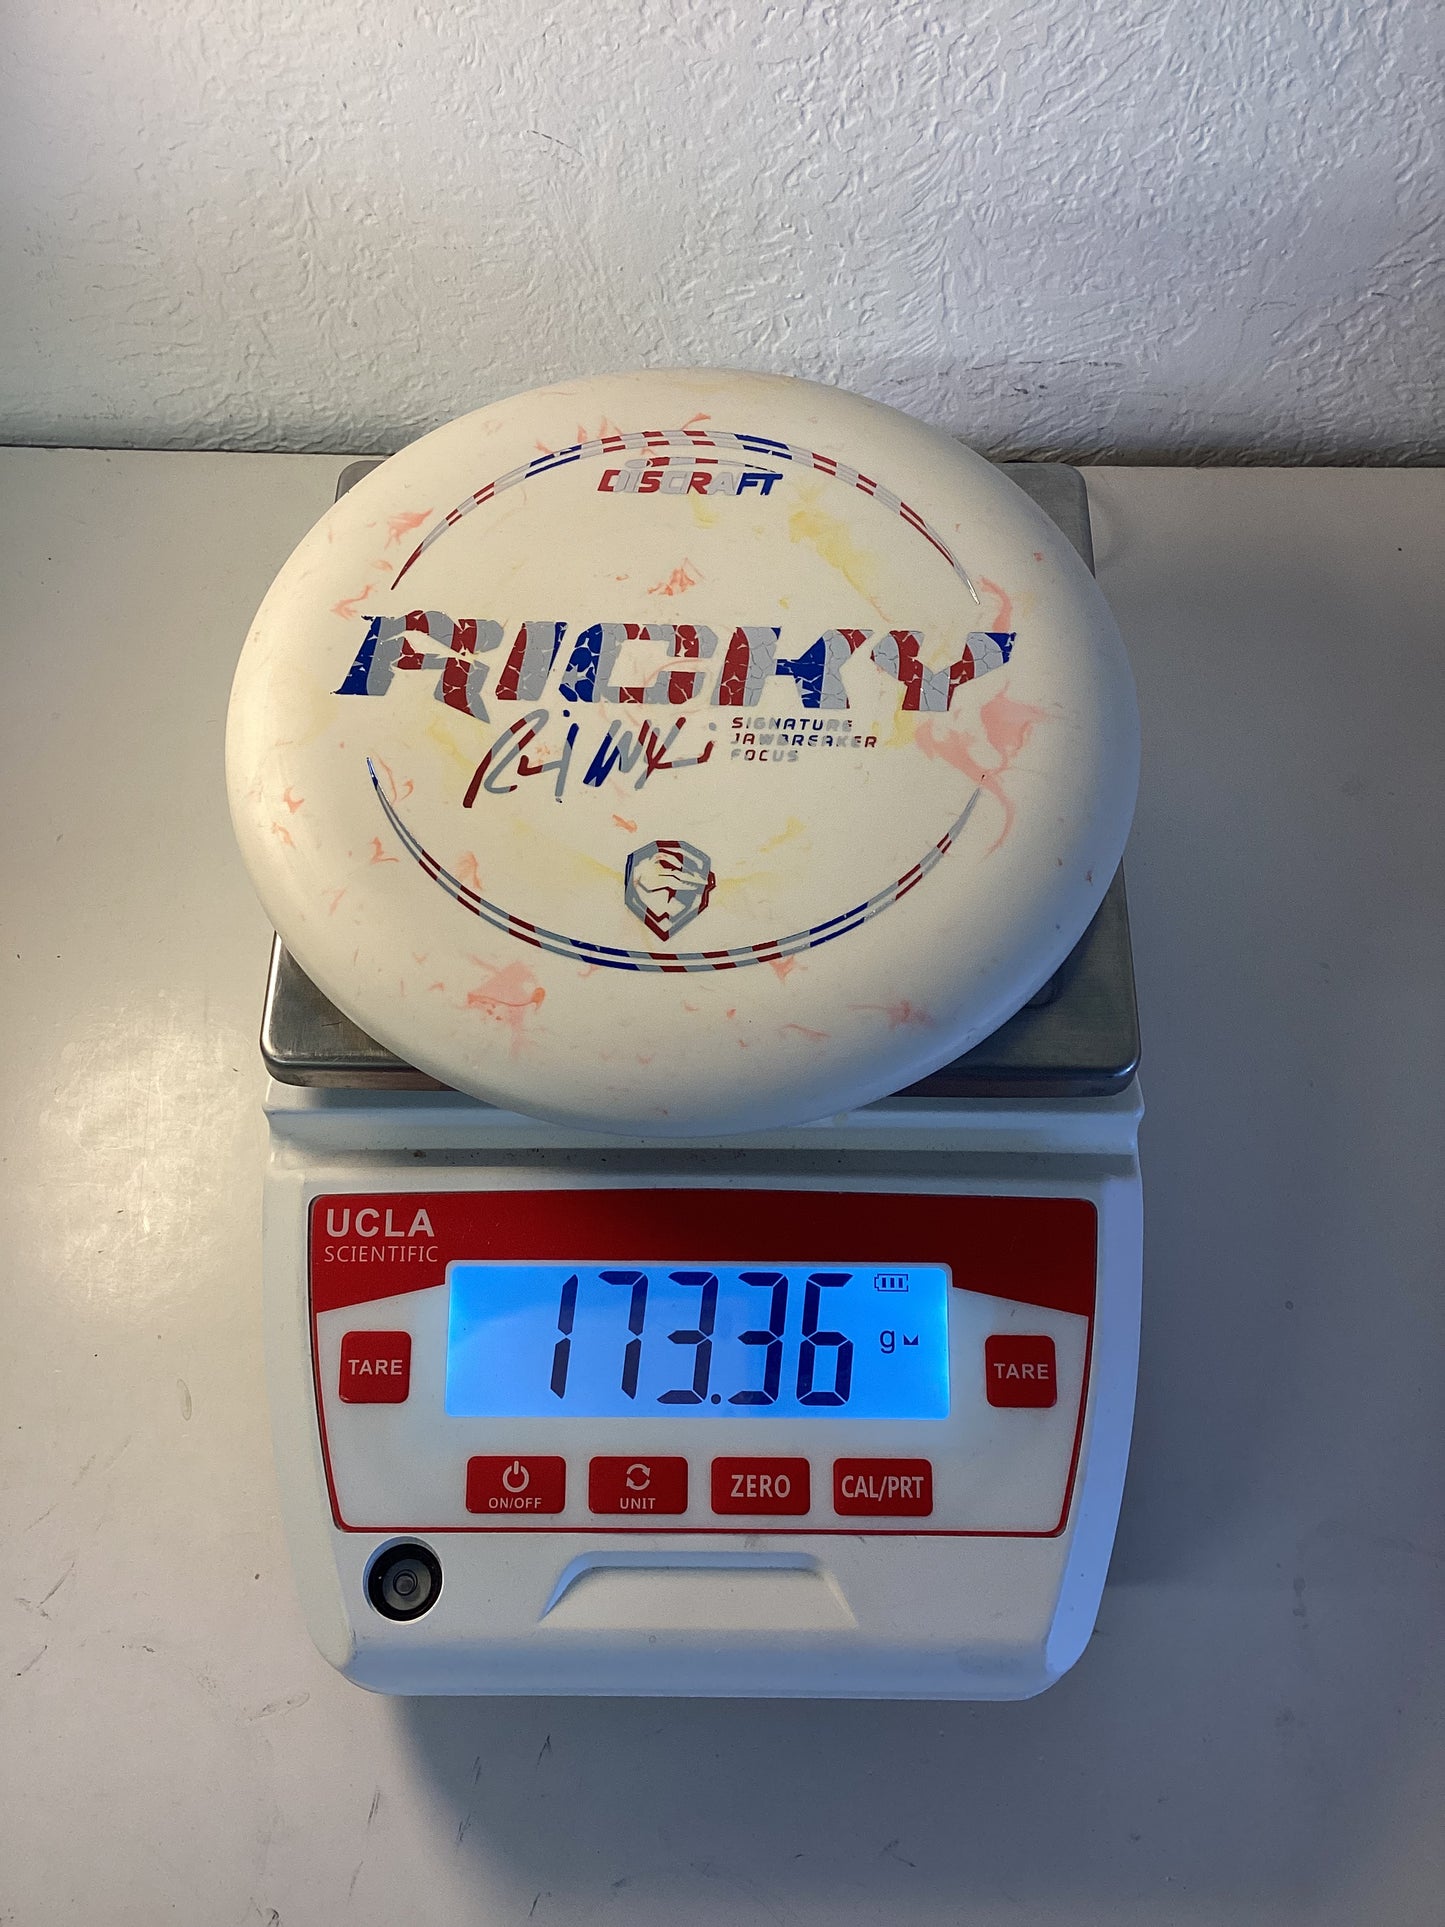 DISCRAFT
RICKY
SIGNATURE
JAWBREAKER
FOCUS
UCLA
SCIENTIFIC
173.36 g
TARE
TARE
ON/OFF
UNIT
ZERO
CAL/PRT